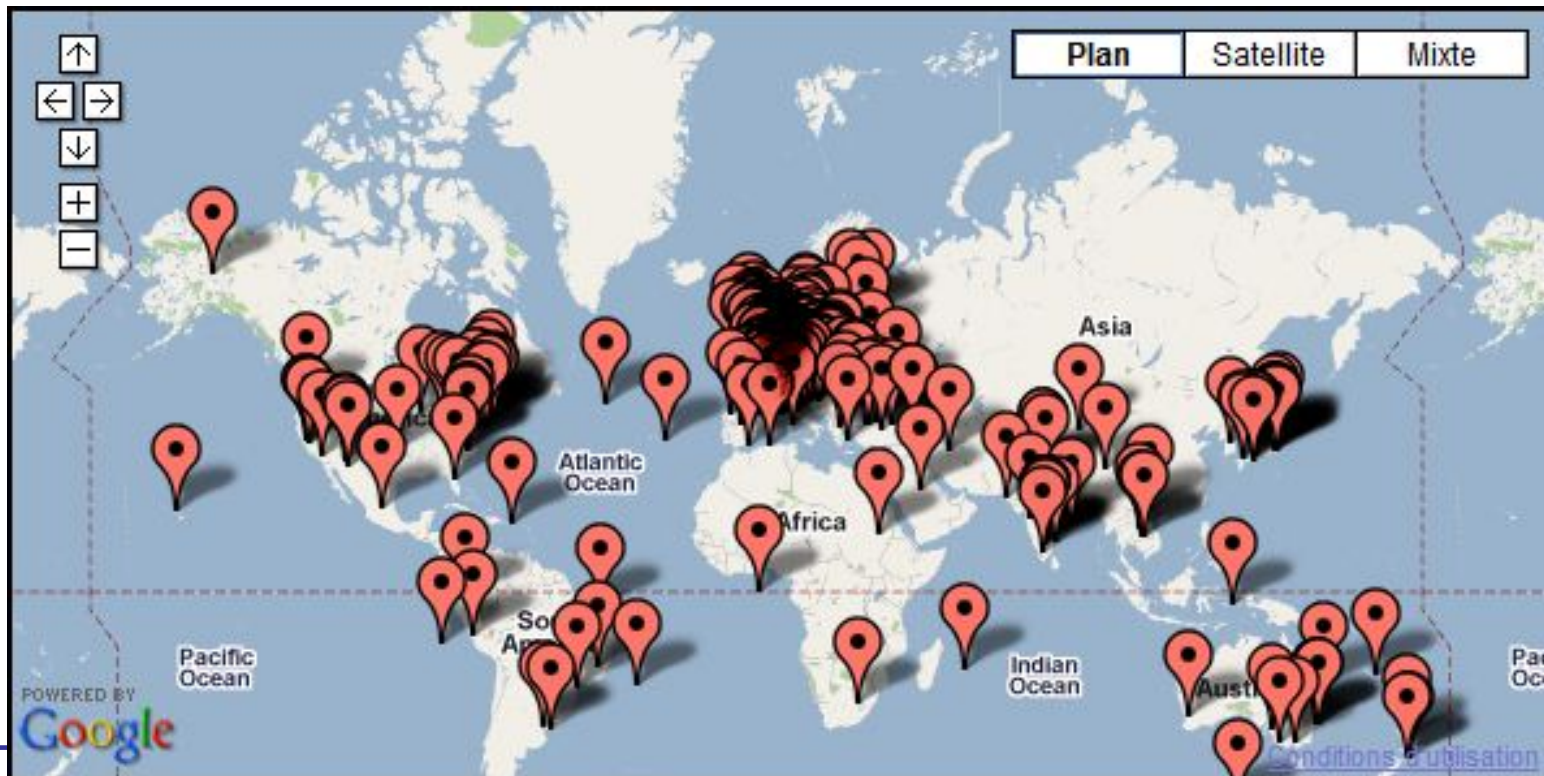 Plan
Satellite
Mixte
Asia
Atlantic
Ocean
Africa
Pacific
Ocean
Indian
Ocean
POWERED BY
Google
Conditions d'utilisation